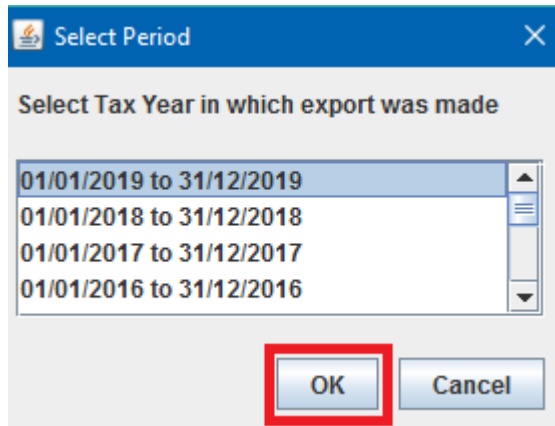 Select Period
Select Tax Year in which export was made
01/01/2019 to 31/12/2019
01/01/2018 to 31/12/2018
01/01/2017 to 31/12/2017
01/01/2016 to 31/12/2016
OK Cancel